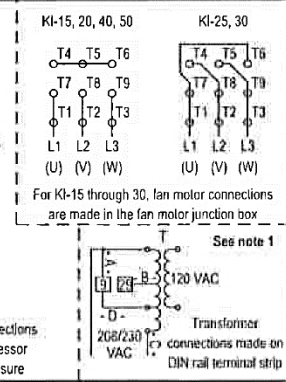 KI-15, 20, 40, 50
KI-25, 30
T4 T5 T6
T4 T5 T6
T7 T8 T9
T7 T8 T9
T1 T2 T3
T1 T2 T3
L1 L2 L3
L1 L2 L3
(U) (V) (W)
(U) (V) (W)
For KI-15 through 30, fan motor connections
are made in the fan motor junction box
T
See note 1
A
9
B
120 VAC
D
208/230
VAC
Transformer
connections made on
DIN rail terminal strip
ections
essor
sure